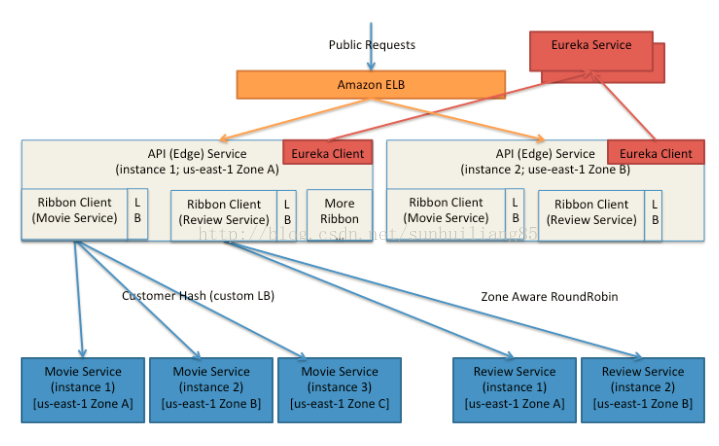 Public Requests
Eureka Service
Amazon ELB
API (Edge) Service
(instance 1; us-east-1 Zone A)
Eureka Client
API (Edge) Service
(instance 2; use-east-1 Zone B)
Eureka Client
Ribbon Client
(Movie Service)
L
B
Ribbon Client
(Review Service)
L
B
More
Ribbon
...
Ribbon Client
(Movie Service)
L
B
Ribbon Client
(Review Service)
L
B
http://blog.csdn.net/sunhuiliang85
Customer Hash (custom LB)
Zone Aware RoundRobin
Movie Service
(instance 1)
[us-east-1 Zone A]
Movie Service
(instance 2)
[us-east-1 Zone B]
Movie Service
(instance 3)
[us-east-1 Zone C]
Review Service
(instance 1)
[us-east-1 Zone A]
Review Service
(instance 2)
[us-east-1 Zone B]